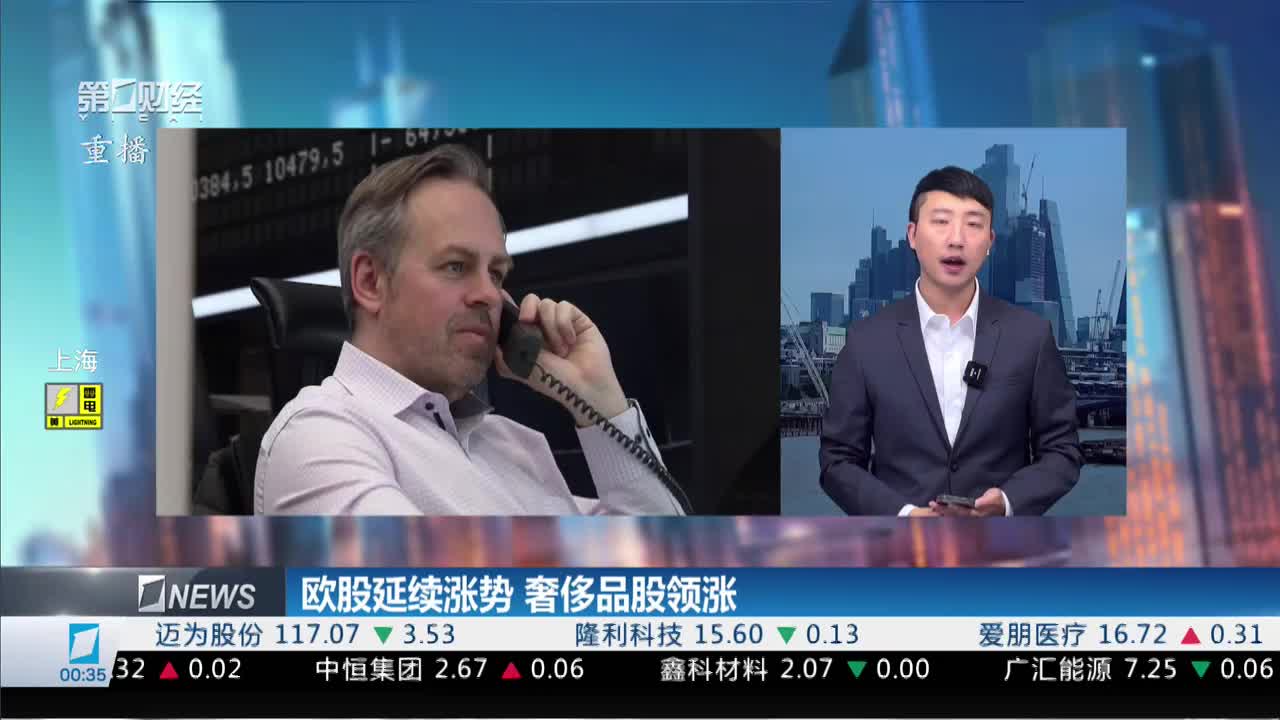 第一财经
YICAI
重播
0384,5 10479,5
上海
雷电
黄 LIGHTNING
NEWS
欧股延续涨势 奢侈品股领涨
迈为股份 117.07 ▼ 3.53 隆利科技 15.60 ▼ 0.13 爱朋医疗 16.72 ▲ 0.31
00:35
.32 ▲ 0.02 中恒集团 2.67 ▲ 0.06 鑫科材料 2.07 ▼ 0.00 广汇能源 7.25 ▼ 0.06